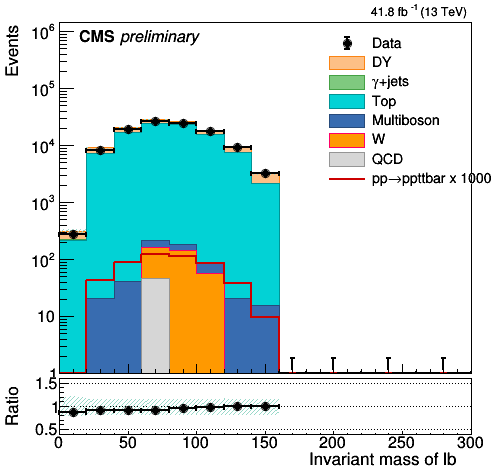 41.8 fb⁻¹ (13 TeV)
CMS preliminary
Events
10⁶
10⁵
10⁴
10³
10²
10
1
Data
DY
γ+jets
Top
Multiboson
W
QCD
pp→ppttbar x 1000
Ratio
1.5
1
0.5
0 50 100 150 200 250 300
Invariant mass of lb